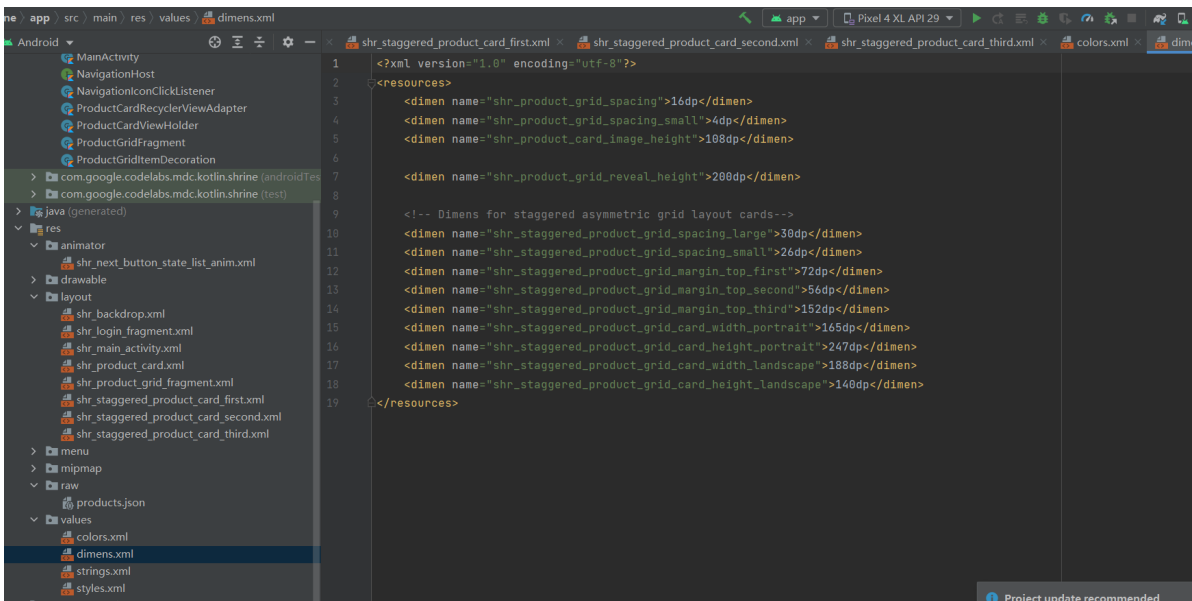 ne app src main res values dimens.xml app Pixel 4 XL API 29
Android shr_staggered_product_card_first.xml shr_staggered_product_card_second.xml shr_staggered_product_card_third.xml colors.xml dime
MainActivity
NavigationHost
NavigationIconClickListener
ProductCardRecyclerViewAdapter
ProductCardViewHolder
ProductGridFragment
ProductGridItemDecoration
com.google.codelabs.mdc.kotlin.shrine (androidTes
com.google.codelabs.mdc.kotlin.shrine (test)
java (generated)
res
animator
shr_next_button_state_list_anim.xml
drawable
layout
shr_backdrop.xml
shr_login_fragment.xml
shr_main_activity.xml
shr_product_card.xml
shr_product_grid_fragment.xml
shr_staggered_product_card_first.xml
shr_staggered_product_card_second.xml
shr_staggered_product_card_third.xml
menu
mipmap
raw
products.json
values
colors.xml
dimens.xml
strings.xml
styles.xml
1 <?xml version="1.0" encoding="utf-8"?>
2 <resources>
3 <dimen name="shr_product_grid_spacing">16dp</dimen>
4 <dimen name="shr_product_grid_spacing_small">4dp</dimen>
5 <dimen name="shr_product_card_image_height">108dp</dimen>
6
7 <dimen name="shr_product_grid_reveal_height">200dp</dimen>
8
9 <!-- Dimens for staggered asymmetric grid layout cards-->
10 <dimen name="shr_staggered_product_grid_spacing_large">30dp</dimen>
11 <dimen name="shr_staggered_product_grid_spacing_small">26dp</dimen>
12 <dimen name="shr_staggered_product_grid_margin_top_first">72dp</dimen>
13 <dimen name="shr_staggered_product_grid_margin_top_second">56dp</dimen>
14 <dimen name="shr_staggered_product_grid_margin_top_third">152dp</dimen>
15 <dimen name="shr_staggered_product_grid_card_width_portrait">165dp</dimen>
16 <dimen name="shr_staggered_product_grid_card_height_portrait">247dp</dimen>
17 <dimen name="shr_staggered_product_grid_card_width_landscape">188dp</dimen>
18 <dimen name="shr_staggered_product_grid_card_height_landscape">140dp</dimen>
19 </resources>
Project update recommended